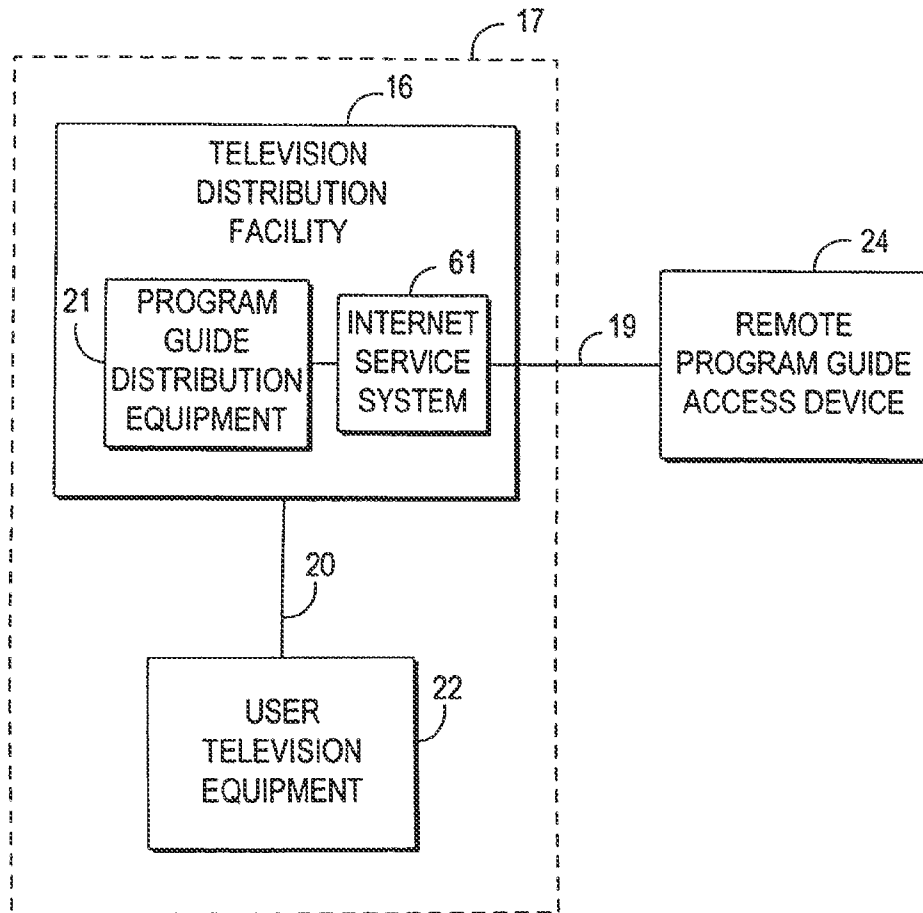 17
16
TELEVISION
DISTRIBUTION
FACILITY
21
PROGRAM
GUIDE
DISTRIBUTION
EQUIPMENT
61
INTERNET
SERVICE
SYSTEM
19
24
REMOTE
PROGRAM GUIDE
ACCESS DEVICE
20
22
USER
TELEVISION
EQUIPMENT